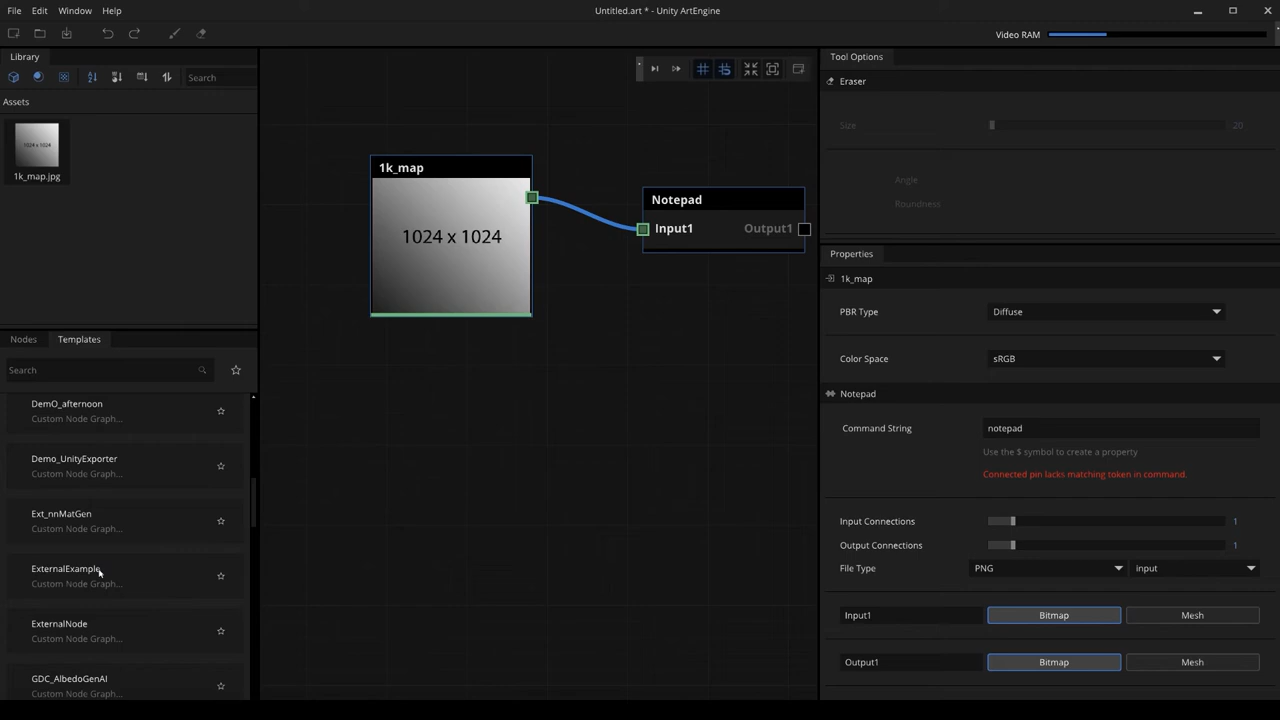 File Edit Window Help
Untitled.art * - Unity ArtEngine
Video RAM
Library
Search
Assets
1024 x 1024
1k_map.jpg
1k_map
1024 x 1024
Notepad
Input1 Output1
Nodes Templates
Search
DemO_afternoon
Custom Node Graph...
Demo_UnityExporter
Custom Node Graph...
Ext_nnMatGen
Custom Node Graph...
ExternalExample
Custom Node Graph...
ExternalNode
Custom Node Graph...
GDC_AlbedoGenAI
Custom Node Graph...
Tool Options
Eraser
Size 20
Angle
Roundness
Properties
1k_map
PBR Type Diffuse
Color Space sRGB
Notepad
Command String notepad
Use the $ symbol to create a property
Connected pin lacks matching token in command.
Input Connections 1
Output Connections 1
File Type PNG input
Input1 Bitmap Mesh
Output1 Bitmap Mesh